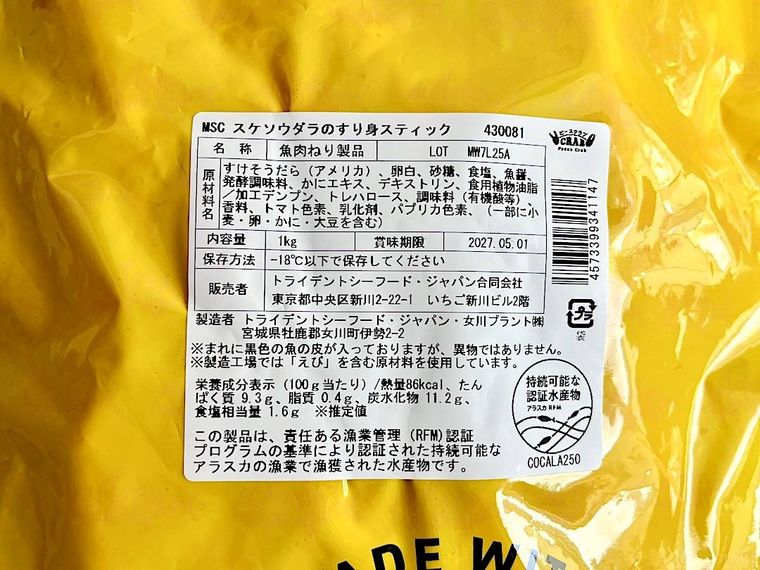 MSC スケソウダラのすり身スティック 430081
ピースクラブ
CRAB
Peace Crab
名 称 魚肉ねり製品 LOT MW7L25A
原材料名 すけそうだら（アメリカ）、卵白、砂糖、食塩、魚醤、
発酵調味料、かにエキス、デキストリン、食用植物油脂
／加工デンプン、トレハロース、調味料（有機酸等）、
香料、トマト色素、乳化剤、パプリカ色素、（一部に小
麦・卵・かに・大豆を含む）
内容量 1kg 賞味期限 2027.05.01
保存方法 -18℃以下で保存してください
販売者 トライデントシーフード・ジャパン合同会社
東京都中央区新川2-22-1 いちご新川ビル2階
4573399341147
プラ
袋
製造者 トライデントシーフード・ジャパン・女川プラント㈱
宮城県牡鹿郡女川町伊勢2-2
※まれに黒色の魚の皮が入っておりますが、異物ではありません。
※製造工場では「えび」を含む原材料を使用しています。
栄養成分表示（100g当たり）/熱量86kcal、たん
ぱく質 9.3g、脂質 0.4g、炭水化物 11.2g、
食塩相当量 1.6g ※推定値
持続可能な
認証水産物
アラスカ RFM
COCALA250
この製品は、責任ある漁業管理（RFM）認証
プログラムの基準により認証された持続可能な
アラスカの漁業で漁獲された水産物です。
ADE WIT